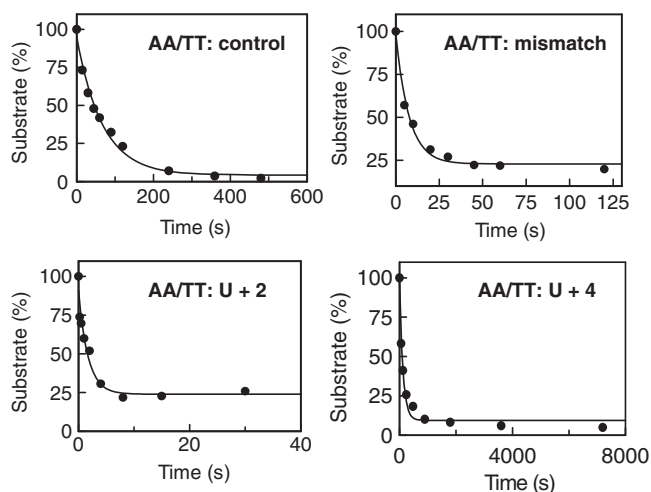 AA/TT: control
Substrate (%)
100
75
50
25
0
0 200 400 600
Time (s)
AA/TT: mismatch
Substrate (%)
100
75
50
25
0
0 25 50 75 100 125
Time (s)
AA/TT: U + 2
Substrate (%)
100
75
50
25
0
0 20 40
Time (s)
AA/TT: U + 4
Substrate (%)
100
75
50
25
0
0 4000 8000
Time (s)